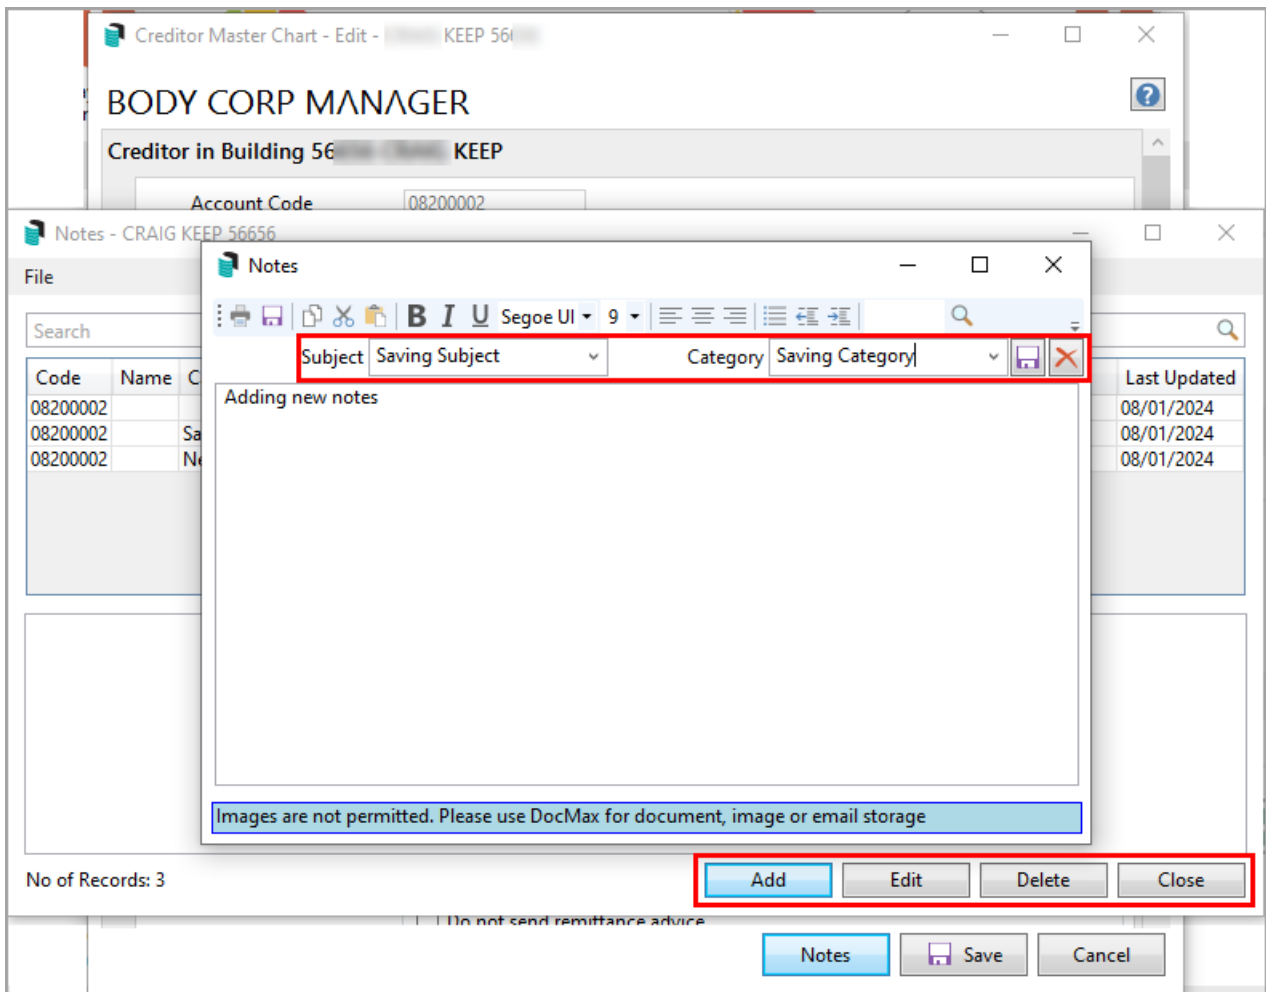 Creditor Master Chart - Edit - KEEP 56
BODY CORP MANAGER
Creditor in Building 56 KEEP
Account Code 08200002
Notes - CRAIG KEEP 56656
File
Notes
Segoe UI 9
Search
Subject Saving Subject Category Saving Category
Code Name C Last Updated
Adding new notes
08200002 08/01/2024
08200002 Sa 08/01/2024
08200002 Ne 08/01/2024
Images are not permitted. Please use DocMax for document, image or email storage
No of Records: 3 Add Edit Delete Close
Do not send remittance advice
Notes Save Cancel